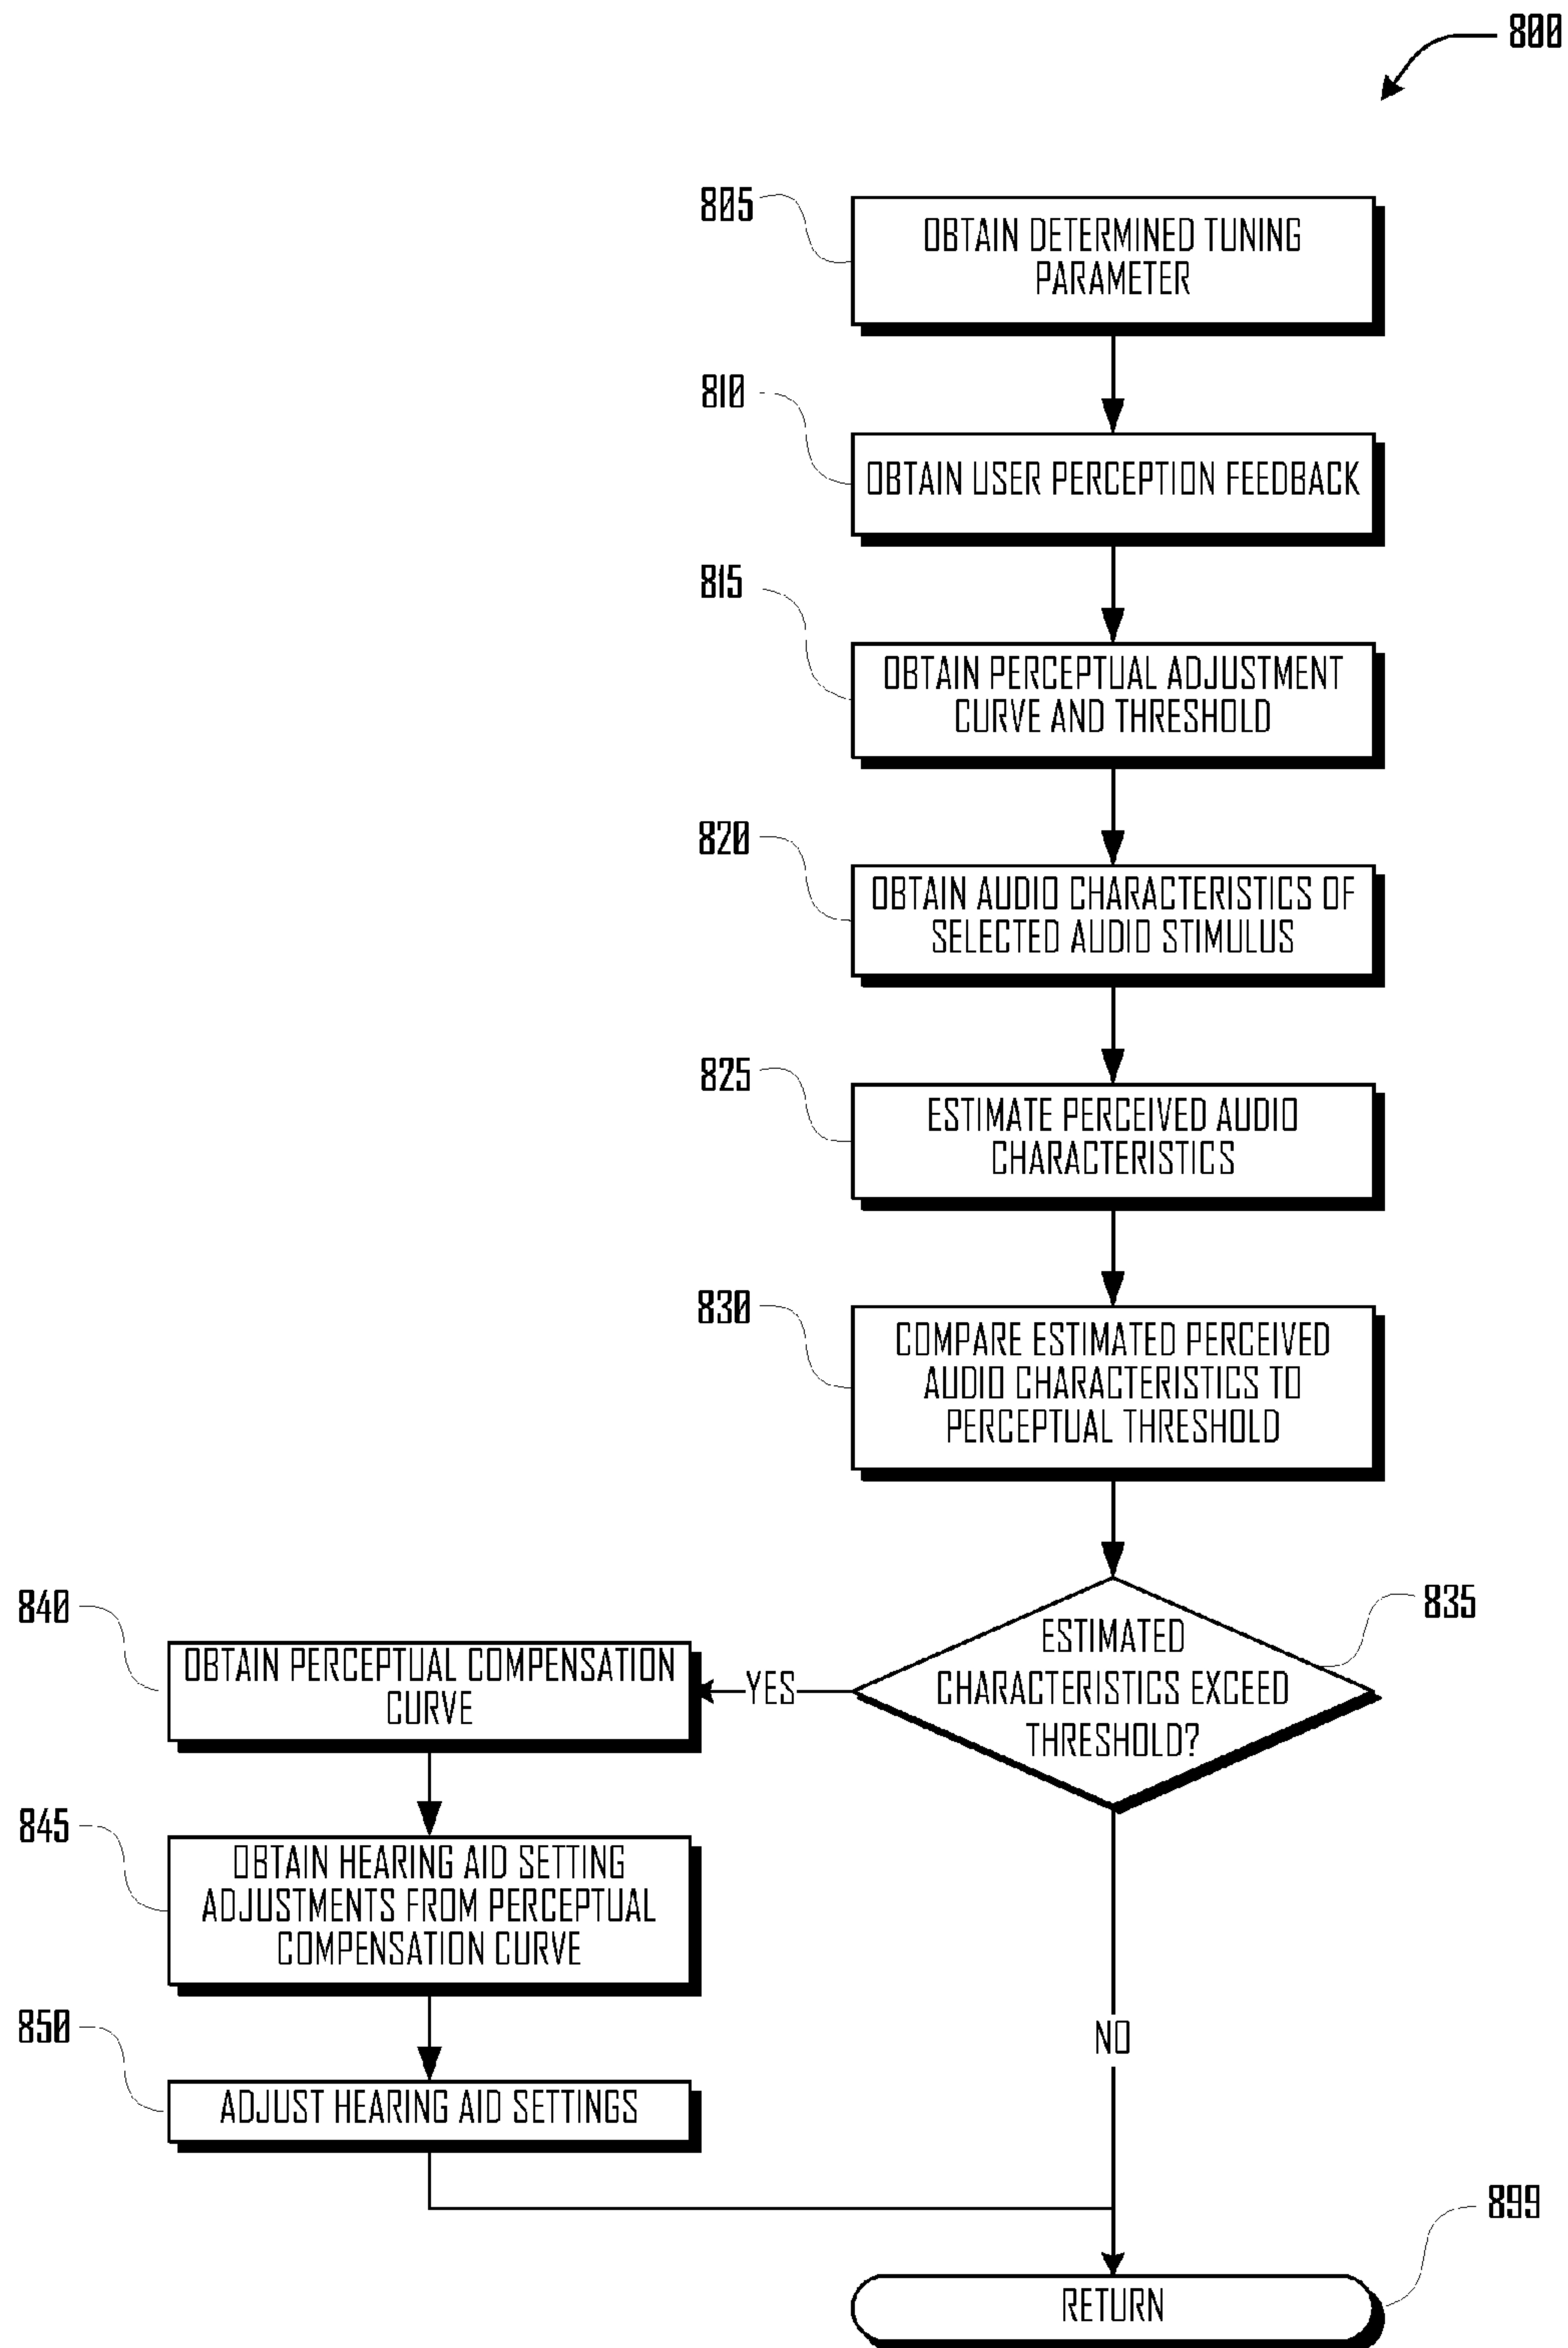 800
805
OBTAIN DETERMINED TUNING
PARAMETER
810
OBTAIN USER PERCEPTION FEEDBACK
815
OBTAIN PERCEPTUAL ADJUSTMENT
CURVE AND THRESHOLD
820
OBTAIN AUDIO CHARACTERISTICS OF
SELECTED AUDIO STIMULUS
825
ESTIMATE PERCEIVED AUDIO
CHARACTERISTICS
830
COMPARE ESTIMATED PERCEIVED
AUDIO CHARACTERISTICS TO
PERCEPTUAL THRESHOLD
835
ESTIMATED
CHARACTERISTICS EXCEED
THRESHOLD?
YES
840
OBTAIN PERCEPTUAL COMPENSATION
CURVE
845
OBTAIN HEARING AID SETTING
ADJUSTMENTS FROM PERCEPTUAL
COMPENSATION CURVE
850
ADJUST HEARING AID SETTINGS
NO
899
RETURN